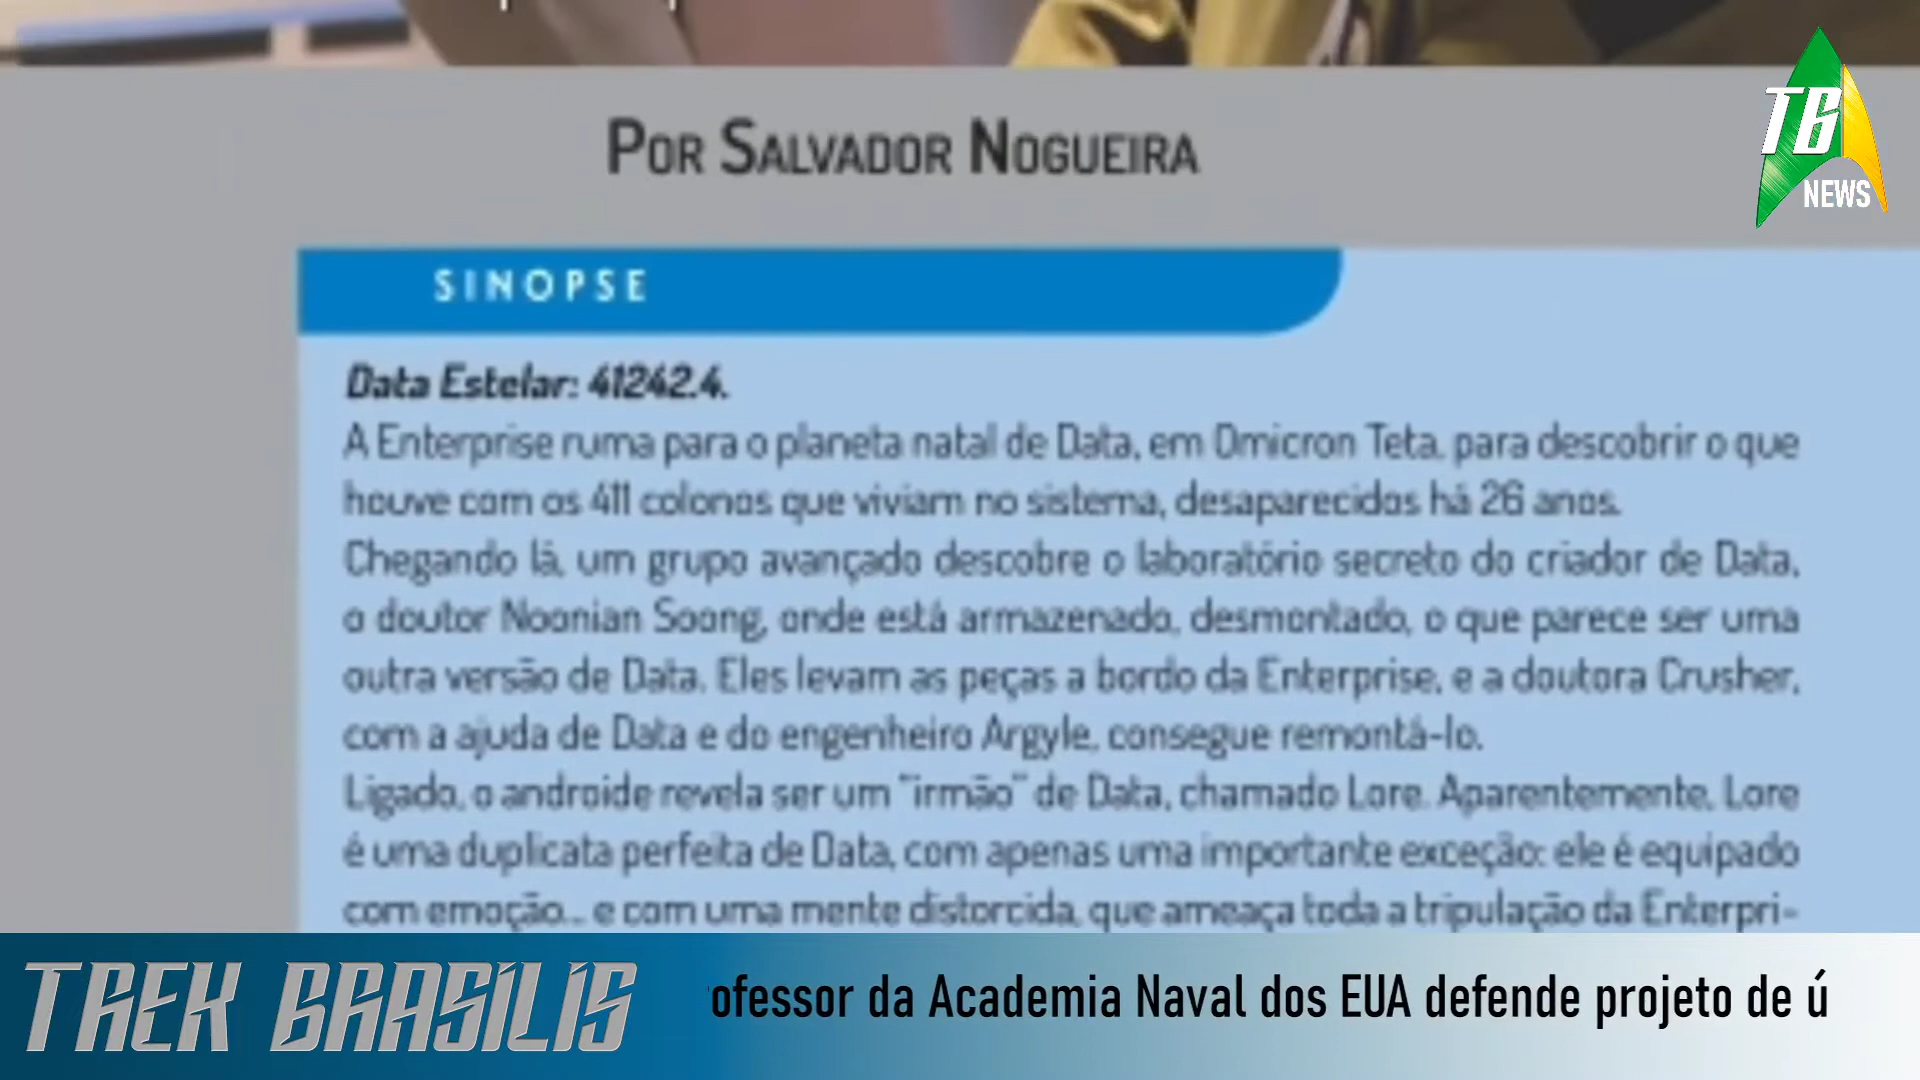 POR SALVADOR NOGUEIRA
TB
NEWS
SINOPSE
Data Estelar: 41242.4.
A Enterprise ruma para o planeta natal de Data, em Omicron Teta, para descobrir o que
houve com os 411 colonos que viviam no sistema, desaparecidos há 26 anos.
Chegando lá, um grupo avançado descobre o laboratório secreto do criador de Data,
o doutor Noonian Soong, onde está armazenado, desmontado, o que parece ser uma
outra versão de Data. Eles levam as peças a bordo da Enterprise, e a doutora Crusher,
com a ajuda de Data e do engenheiro Argyle, consegue remontá-lo.
Ligado, o androide revela ser um "irmão" de Data, chamado Lore. Aparentemente, Lore
é uma duplicata perfeita de Data, com apenas uma importante exceção: ele é equipado
com emoção... e com uma mente distorcida, que ameaça toda a tripulação da Enterpri-
TREK BRASILIS
ofessor da Academia Naval dos EUA defende projeto de ú